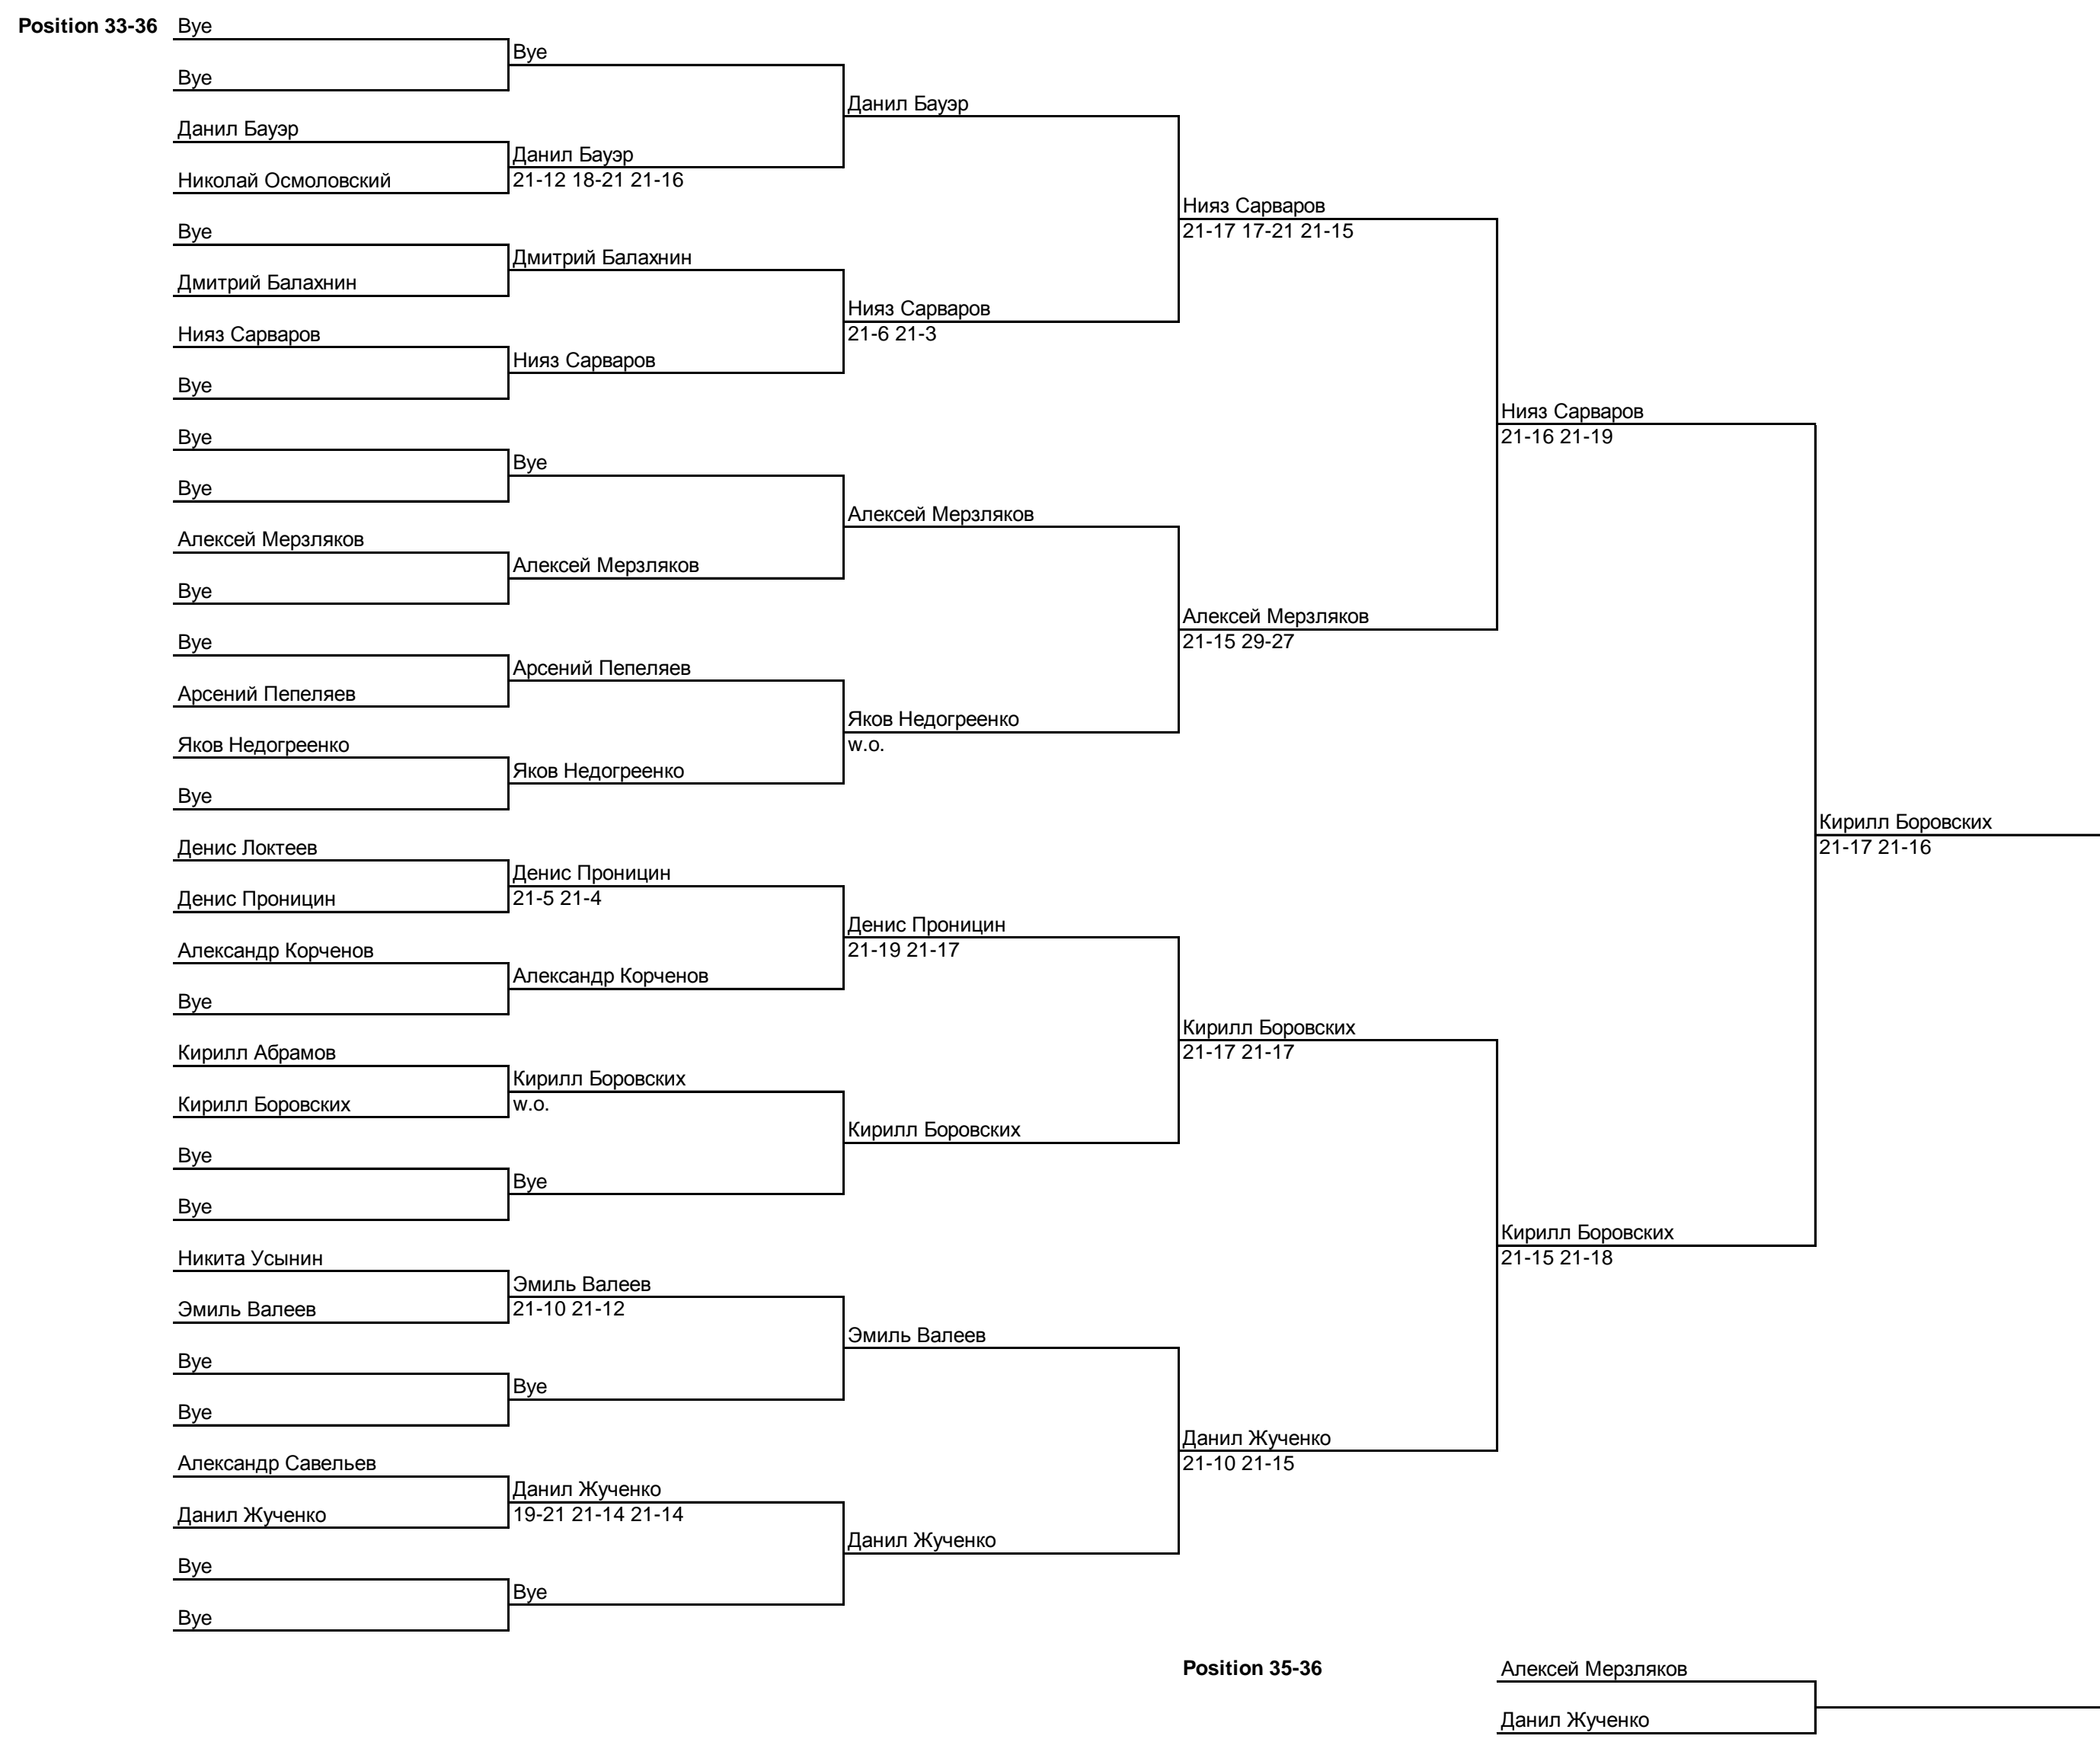 Position 33-36
Bye
Bye
Bye
Данил Бауэр
Bye
Данил Бауэр
Данил Бауэр
Николай Осмоловский
21-12 18-21 21-16
Нияз Сарваров
Bye
21-17 17-21 21-15
Дмитрий Балахнин
Дмитрий Балахнин
Нияз Сарваров
Нияз Сарваров
21-6 21-3
Нияз Сарваров
Bye
Нияз Сарваров
Bye
21-16 21-19
Bye
Bye
Алексей Мерзляков
Алексей Мерзляков
Алексей Мерзляков
Bye
Алексей Мерзляков
Bye
21-15 29-27
Арсений Пепеляев
Арсений Пепеляев
Яков Недогреенко
Яков Недогреенко
w.o.
Яков Недогреенко
Bye
Кирилл Боровских
Денис Локтеев
21-17 21-16
Денис Проницин
Денис Проницин
21-5 21-4
Денис Проницин
Александр Корченов
21-19 21-17
Александр Корченов
Bye
Кирилл Боровских
Кирилл Абрамов
21-17 21-17
Кирилл Боровских
Кирилл Боровских
w.o.
Кирилл Боровских
Bye
Bye
Bye
Кирилл Боровских
Никита Усынин
21-15 21-18
Эмиль Валеев
Эмиль Валеев
21-10 21-12
Эмиль Валеев
Bye
Bye
Bye
Данил Жученко
Александр Савельев
21-10 21-15
Данил Жученко
Данил Жученко
19-21 21-14 21-14
Данил Жученко
Bye
Bye
Bye
Position 35-36
Алексей Мерзляков
Данил Жученко